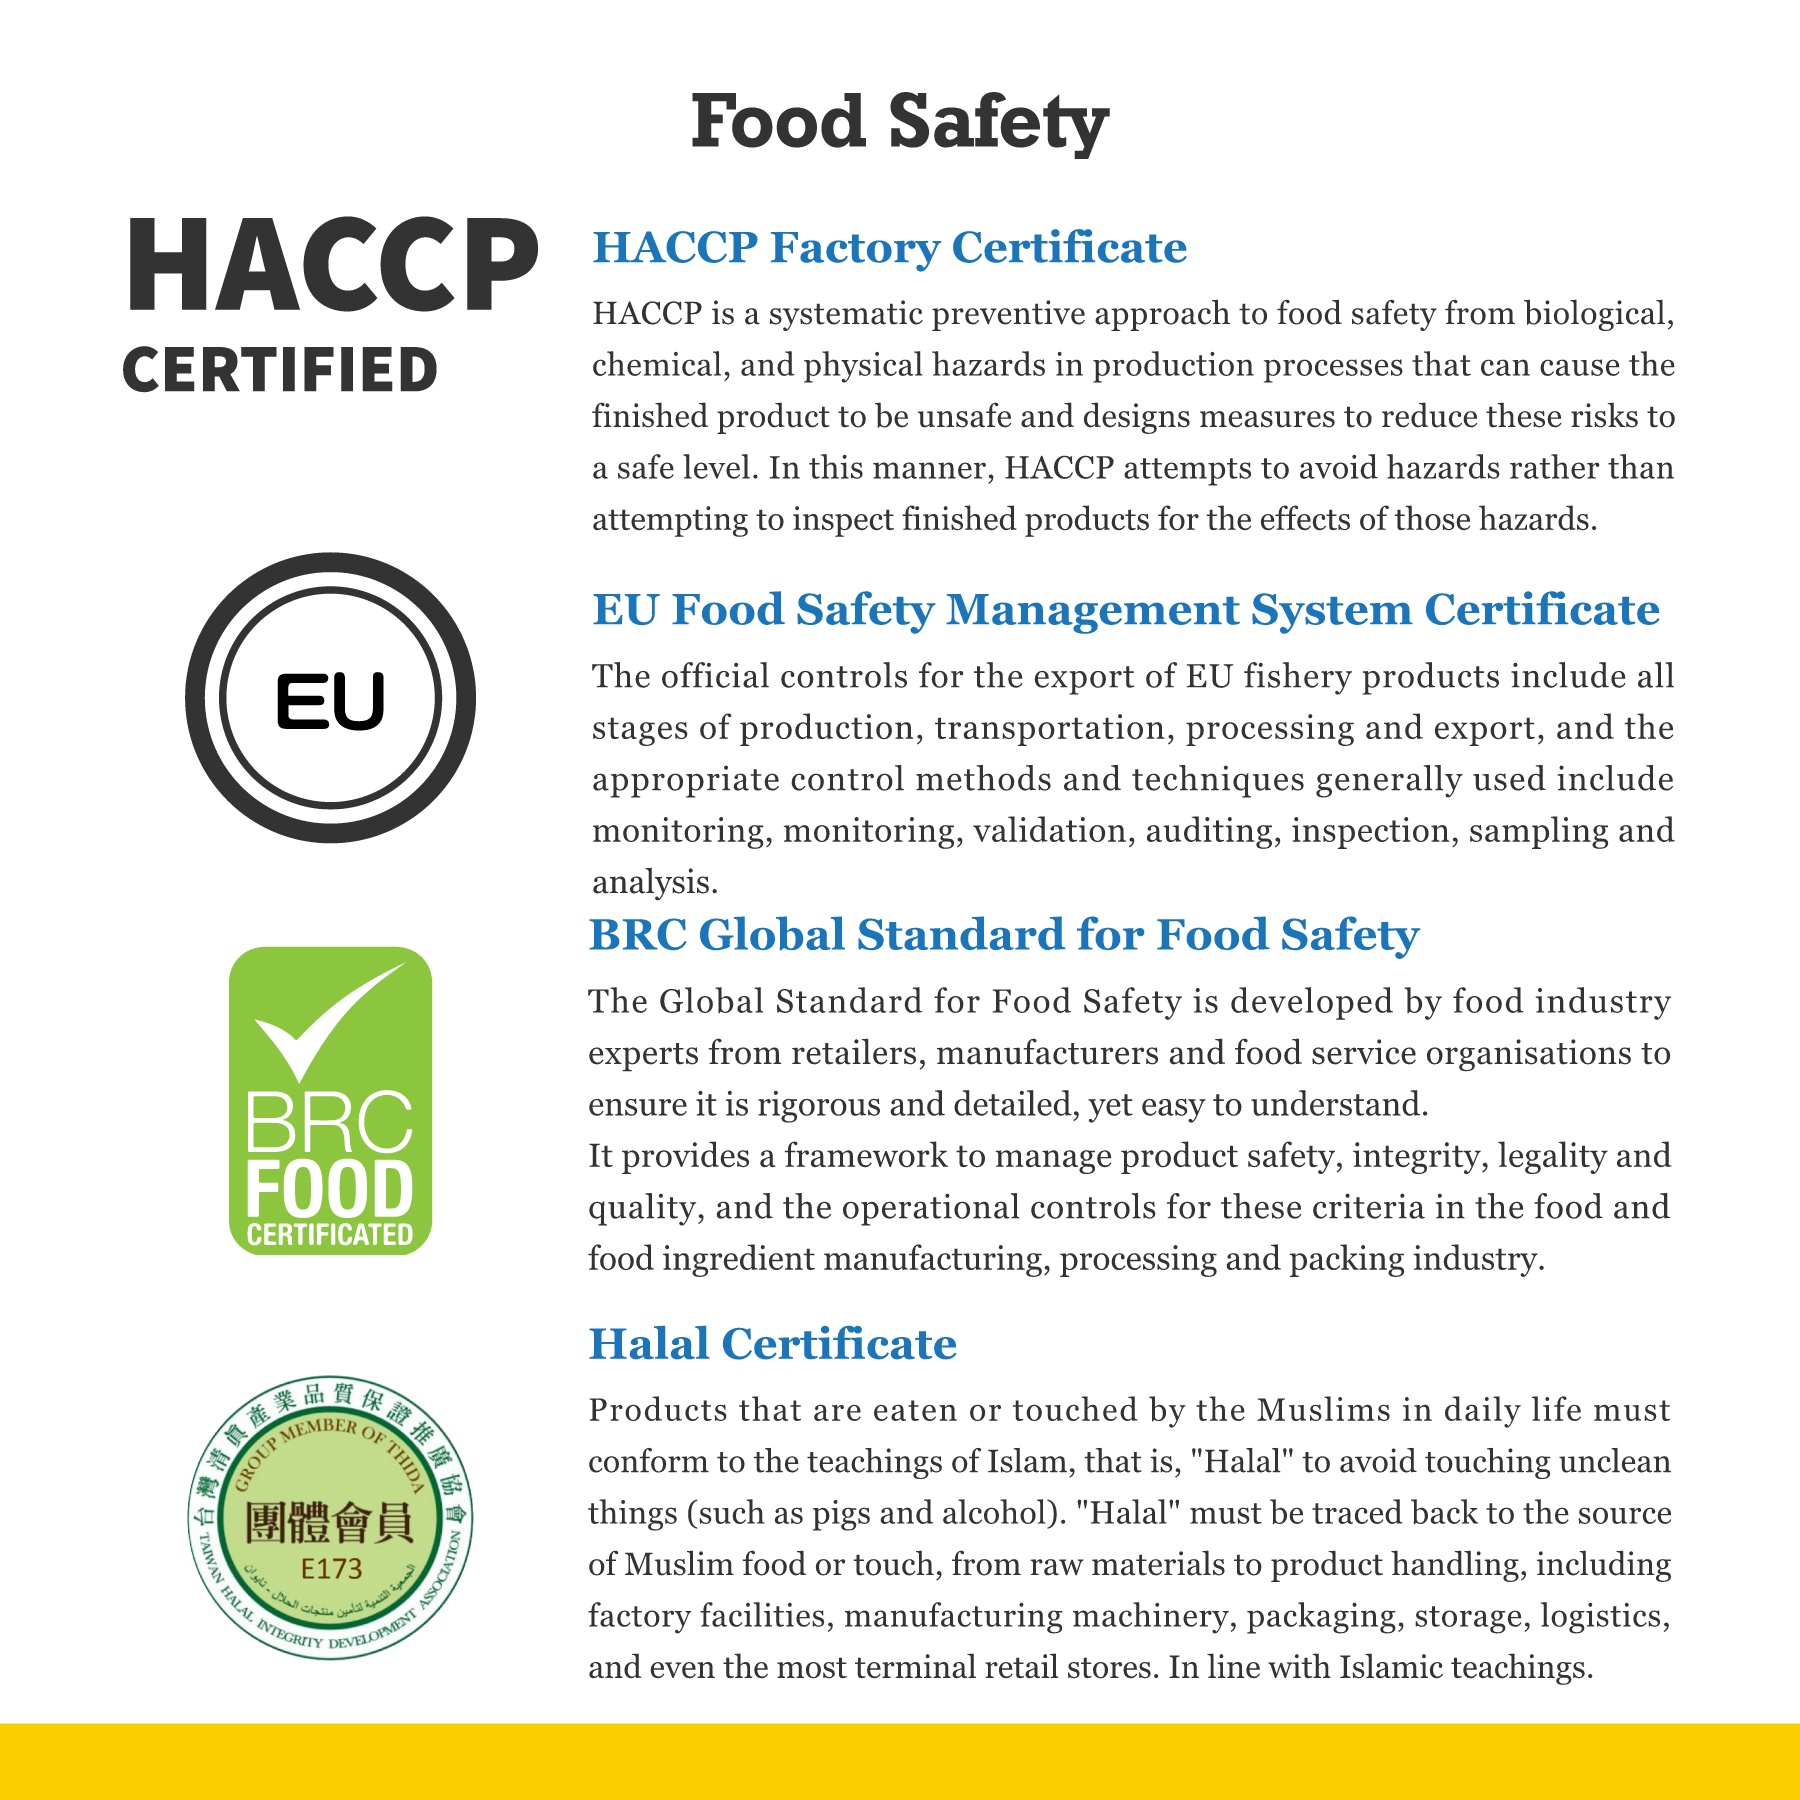 Food Safety
HACCP
CERTIFIED
HACCP Factory Certificate
HACCP is a systematic preventive approach to food safety from biological,
chemical, and physical hazards in production processes that can cause the
finished product to be unsafe and designs measures to reduce these risks to
a safe level. In this manner, HACCP attempts to avoid hazards rather than
attempting to inspect finished products for the effects of those hazards.
EU
EU Food Safety Management System Certificate
The official controls for the export of EU fishery products include all
stages of production, transportation, processing and export, and the
appropriate control methods and techniques generally used include
monitoring, monitoring, validation, auditing, inspection, sampling and
analysis.
BRC
FOOD
CERTIFICATED
BRC Global Standard for Food Safety
The Global Standard for Food Safety is developed by food industry
experts from retailers, manufacturers and food service organisations to
ensure it is rigorous and detailed, yet easy to understand.
It provides a framework to manage product safety, integrity, legality and
quality, and the operational controls for these criteria in the food and
food ingredient manufacturing, processing and packing industry.
台灣清真產業品質保證推廣協會
GROUP MEMBER OF THIDA
團體會員
E173
الجمعية التنمية لتأمين منتجات الحلال - تايوان
TAIWAN HALAL INTEGRITY DEVELOPMENT ASSOCIATION
Halal Certificate
Products that are eaten or touched by the Muslims in daily life must
conform to the teachings of Islam, that is, "Halal" to avoid touching unclean
things (such as pigs and alcohol). "Halal" must be traced back to the source
of Muslim food or touch, from raw materials to product handling, including
factory facilities, manufacturing machinery, packaging, storage, logistics,
and even the most terminal retail stores. In line with Islamic teachings.